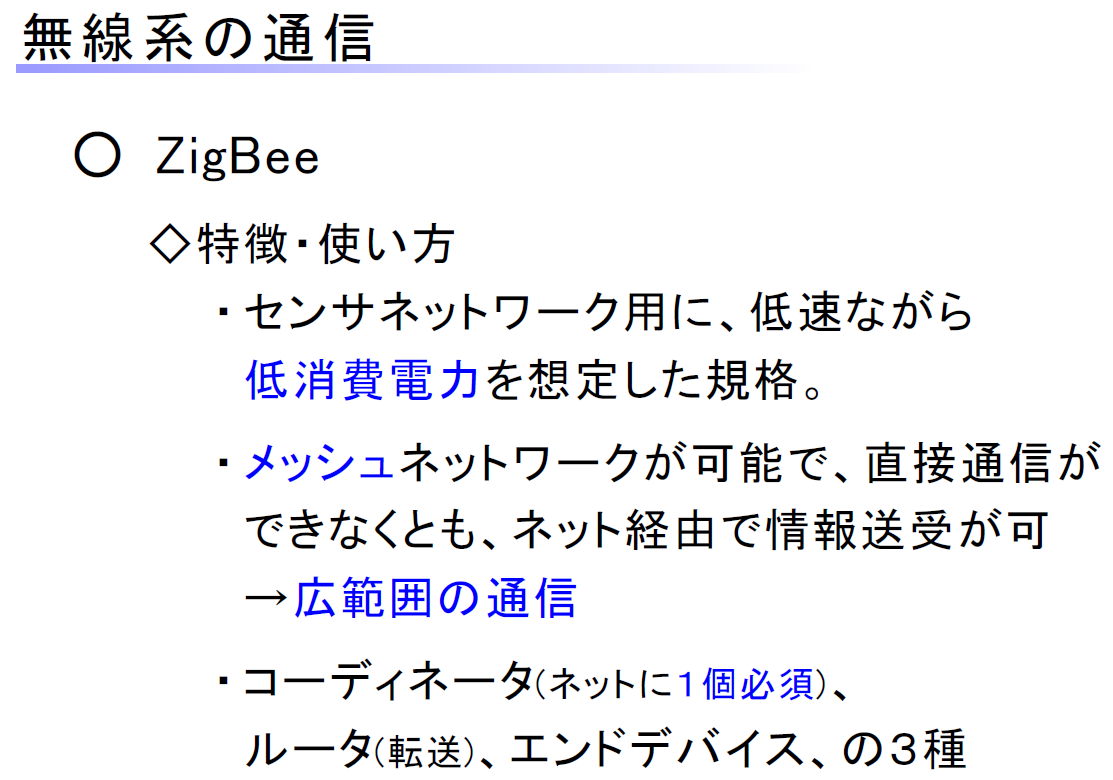 無線系の通信
〇 ZigBee
◇特徴・使い方
・センサネットワーク用に、低速ながら
低消費電力を想定した規格。
・メッシュネットワークが可能で、直接通信が
できなくとも、ネット経由で情報送受が可
→広範囲の通信
・コーディネータ(ネットに１個必須)、
ルータ(転送)、エンドデバイス、の３種